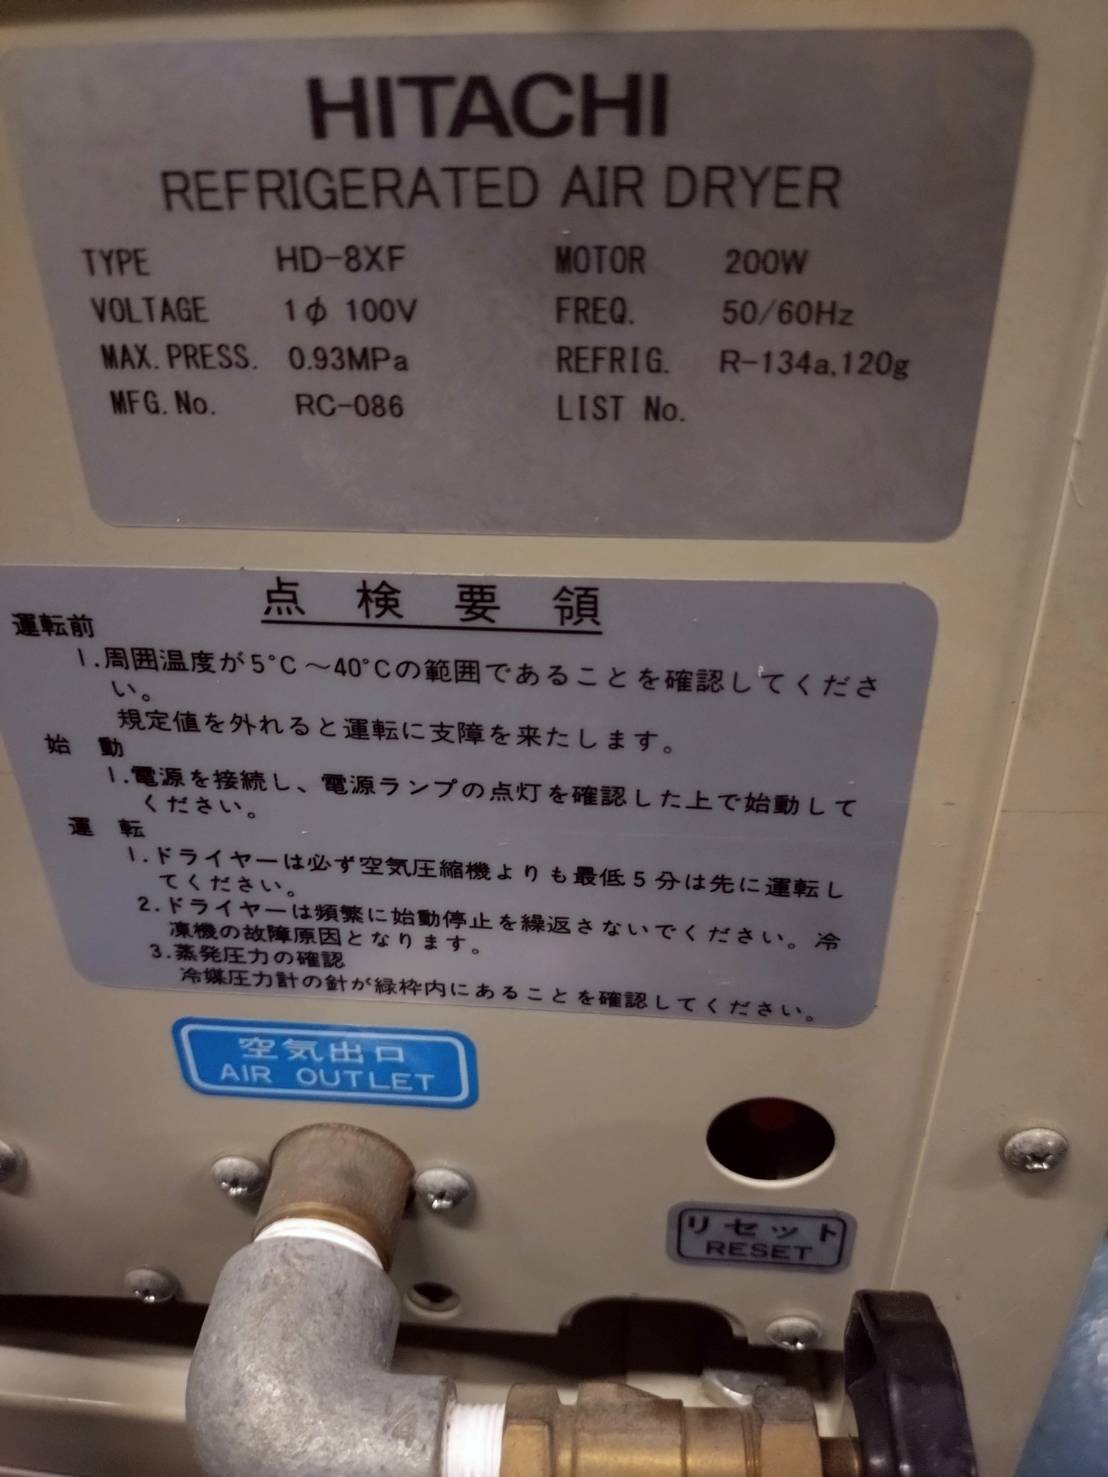 HITACHI
REFRIGERATED AIR DRYER
TYPE HD-8XF MOTOR 200W
VOLTAGE 1φ 100V FREQ. 50/60Hz
MAX. PRESS. 0.93MPa REFRIG. R-134a,120g
MFG. No. RC-086 LIST No.
点検要領
運転前
1.周囲温度が5℃～40℃の範囲であることを確認してくださ
い。
規定値を外れると運転に支障を来たします。
始動
1.電源を接続し、電源ランプの点灯を確認した上で始動して
ください。
運転
1.ドライヤーは必ず空気圧縮機よりも最低5分は先に運転し
てください。
2.ドライヤーは頻繁に始動停止を繰返さないでください。冷
凍機の故障原因となります。
3.蒸発圧力の確認
冷媒圧力計の針が緑枠内にあることを確認してください。
空気出口
AIR OUTLET
リセット
RESET